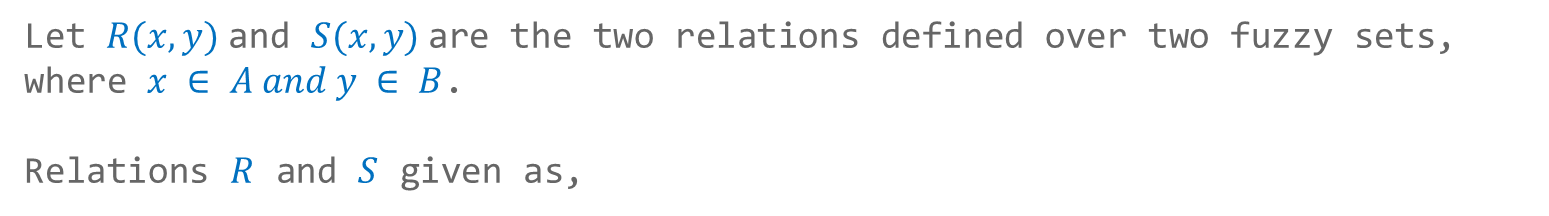 Let R(x, y) and S(x, y) are the two relations defined over two fuzzy sets,
where x ∈ A and y ∈ B.
Relations R and S given as,